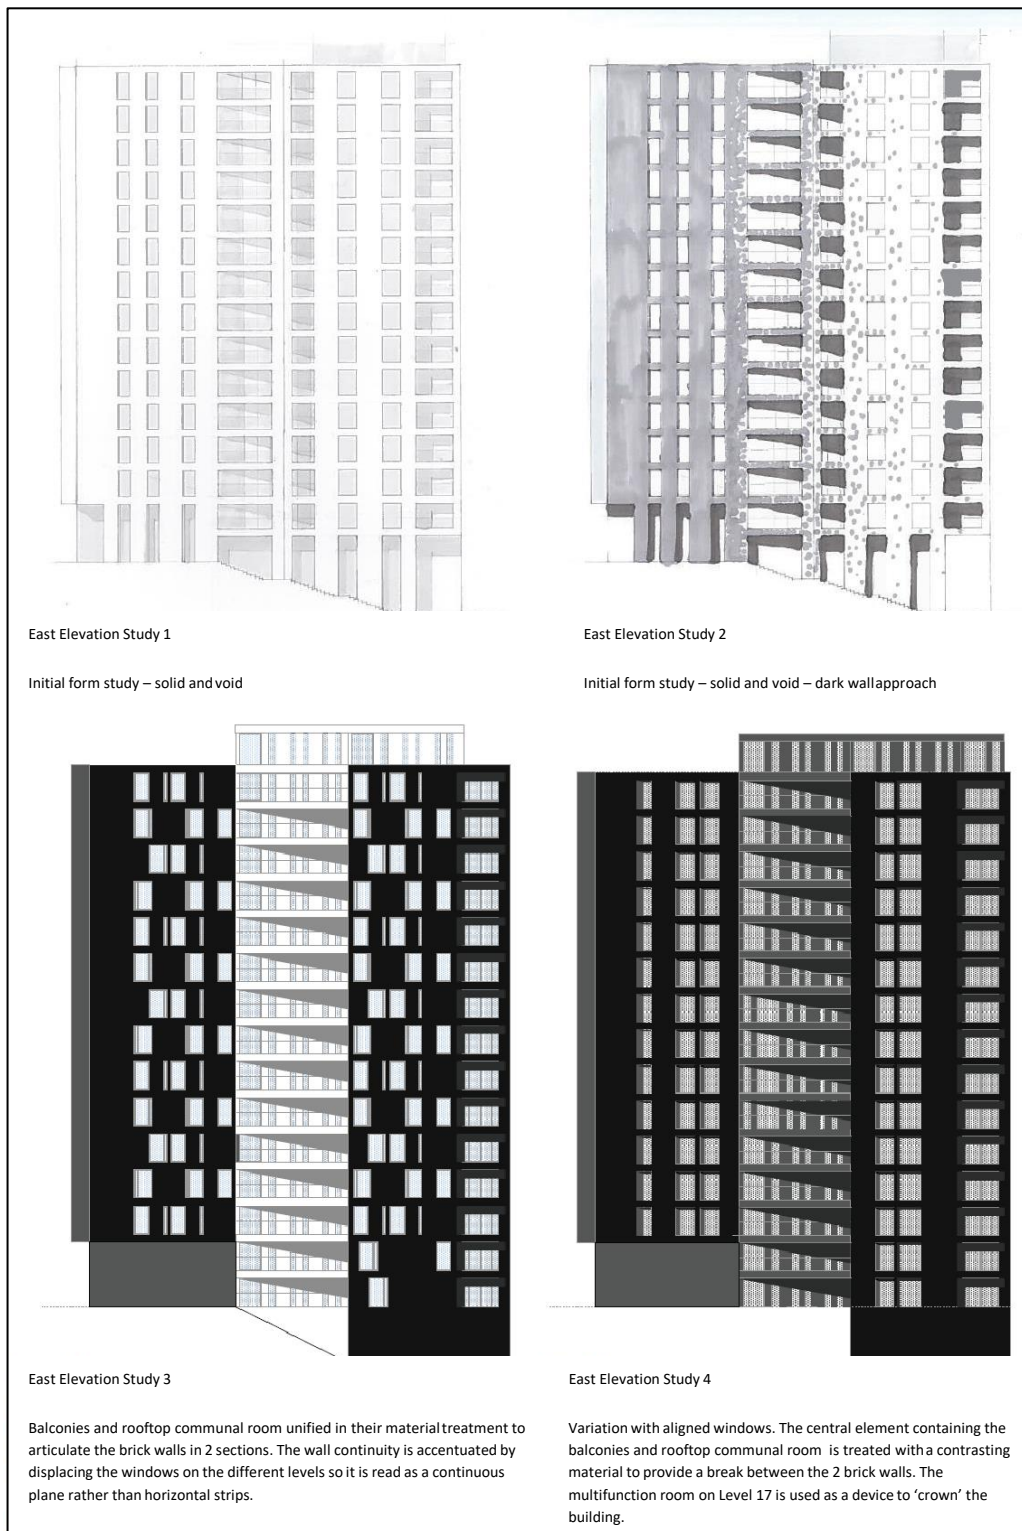 East Elevation Study 1
Initial form study – solid and void
East Elevation Study 2
Initial form study – solid and void – dark wall approach
East Elevation Study 3
Balconies and rooftop communal room unified in their material treatment to
articulate the brick walls in 2 sections. The wall continuity is accentuated by
displacing the windows on the different levels so it is read as a continuous
plane rather than horizontal strips.
East Elevation Study 4
Variation with aligned windows. The central element containing the
balconies and rooftop communal room is treated with a contrasting
material to provide a break between the 2 brick walls. The
multifunction room on Level 17 is used as a device to ‘crown’ the
building.